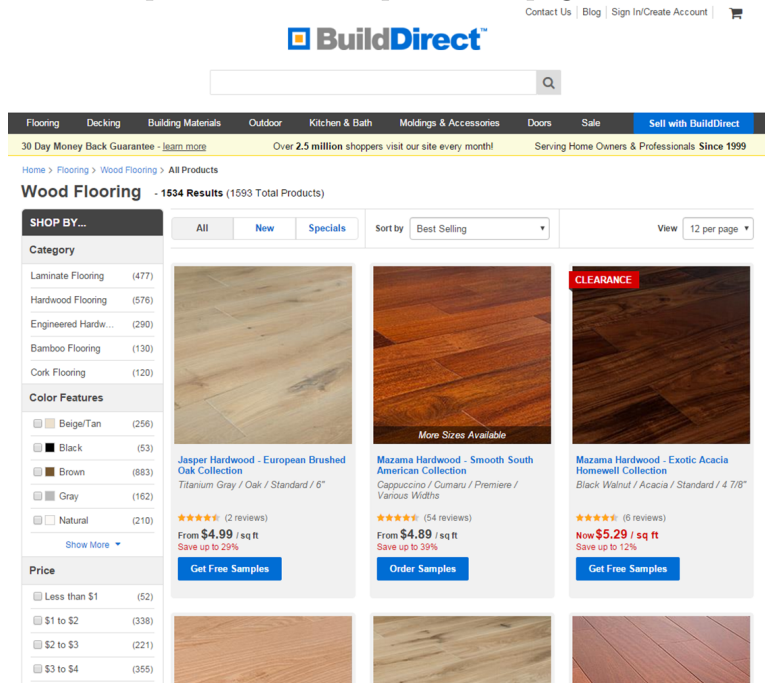 Contact Us Blog Sign In/Create Account
BuildDirect™
Flooring Decking Building Materials Outdoor Kitchen & Bath Moldings & Accessories Doors Sale Sell with BuildDirect
30 Day Money Back Guarantee - learn more Over 2.5 million shoppers visit our site every month! Serving Home Owners & Professionals Since 1999
Home > Flooring > Wood Flooring > All Products
Wood Flooring - 1534 Results (1593 Total Products)
SHOP BY...
Category
Laminate Flooring (477)
Hardwood Flooring (576)
Engineered Hardw... (290)
Bamboo Flooring (130)
Cork Flooring (120)
Color Features
Beige/Tan (256)
Black (53)
Brown (883)
Gray (162)
Natural (210)
Show More
Price
Less than $1 (52)
$1 to $2 (338)
$2 to $3 (221)
$3 to $4 (355)
All New Specials Sort by Best Selling View 12 per page
More Sizes Available
CLEARANCE
Jasper Hardwood - European Brushed
Oak Collection
Titanium Gray / Oak / Standard / 6"
(2 reviews)
From $4.99 / sq ft
Save up to 29%
Get Free Samples
Mazama Hardwood - Smooth South
American Collection
Cappuccino / Cumaru / Premiere /
Various Widths
(54 reviews)
From $4.89 / sq ft
Save up to 39%
Order Samples
Mazama Hardwood - Exotic Acacia
Homewell Collection
Black Walnut / Acacia / Standard / 4 7/8"
(6 reviews)
Now $5.29 / sq ft
Save up to 12%
Get Free Samples